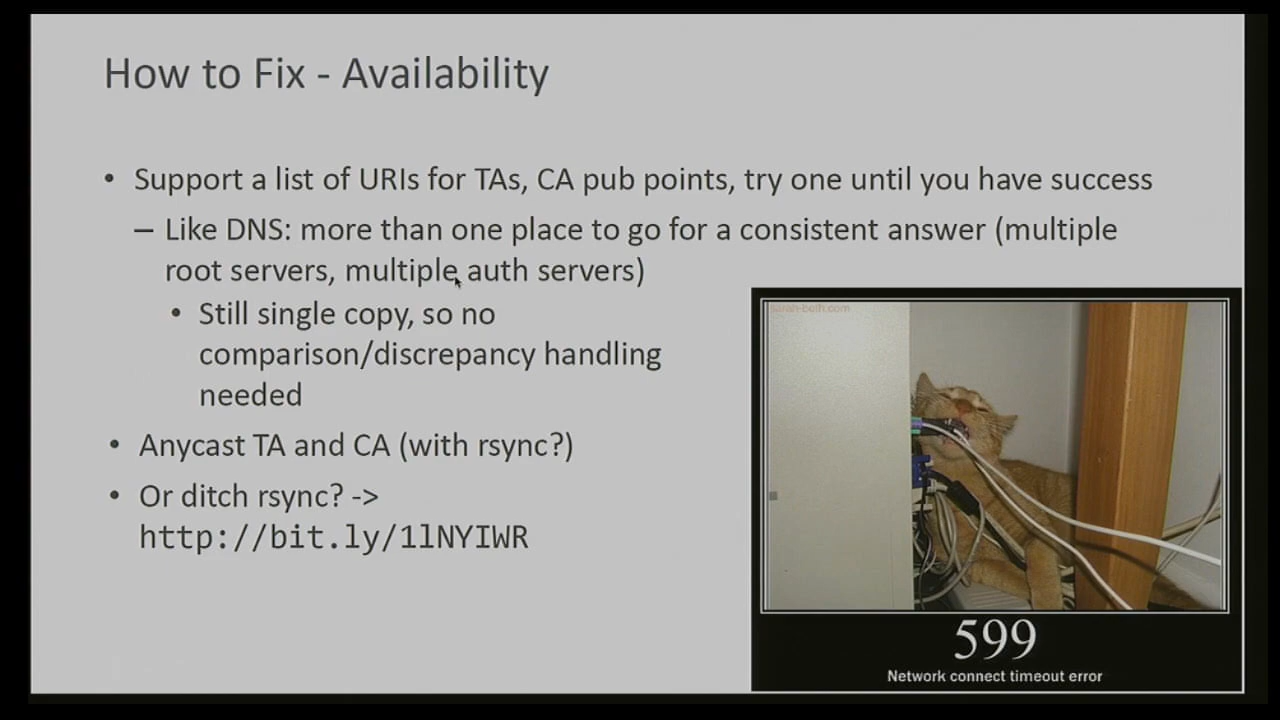 How to Fix - Availability
• Support a list of URIs for TAs, CA pub points, try one until you have success
– Like DNS: more than one place to go for a consistent answer (multiple
root servers, multiple auth servers)
• Still single copy, so no
comparison/discrepancy handling
needed
• Anycast TA and CA (with rsync?)
• Or ditch rsync? ->
http://bit.ly/1lNYIWR
sarah-beth.com
599
Network connect timeout error